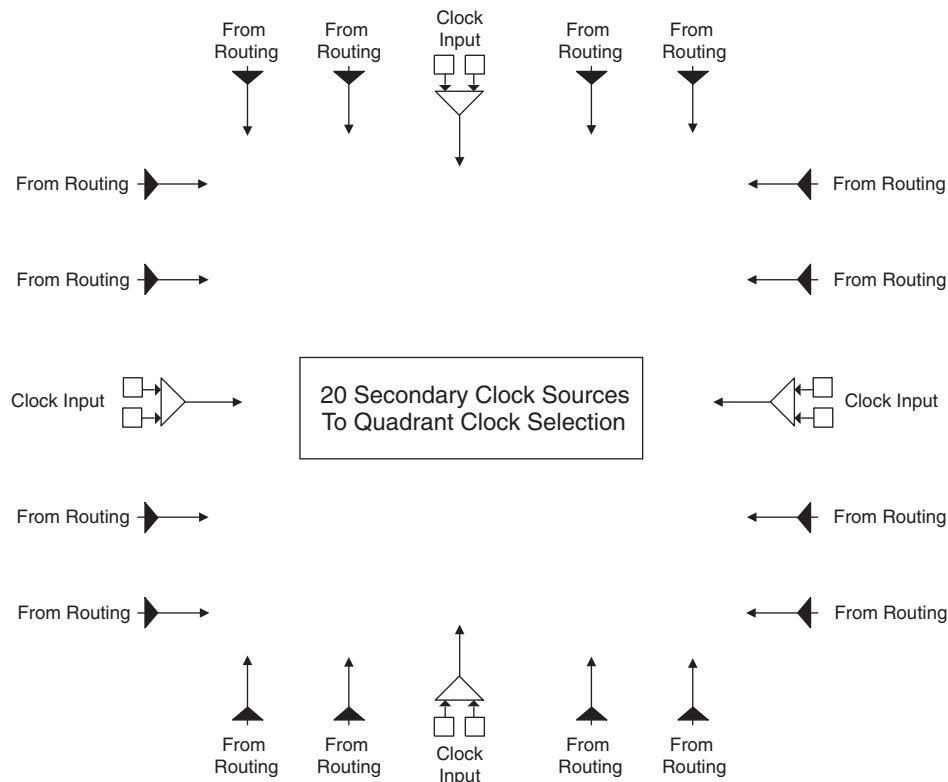 From
Routing
From
Routing
Clock
Input
From
Routing
From
Routing
From Routing
From Routing
From Routing
From Routing
Clock Input
20 Secondary Clock Sources
To Quadrant Clock Selection
Clock Input
From Routing
From Routing
From Routing
From Routing
From
Routing
From
Routing
Clock
Input
From
Routing
From
Routing